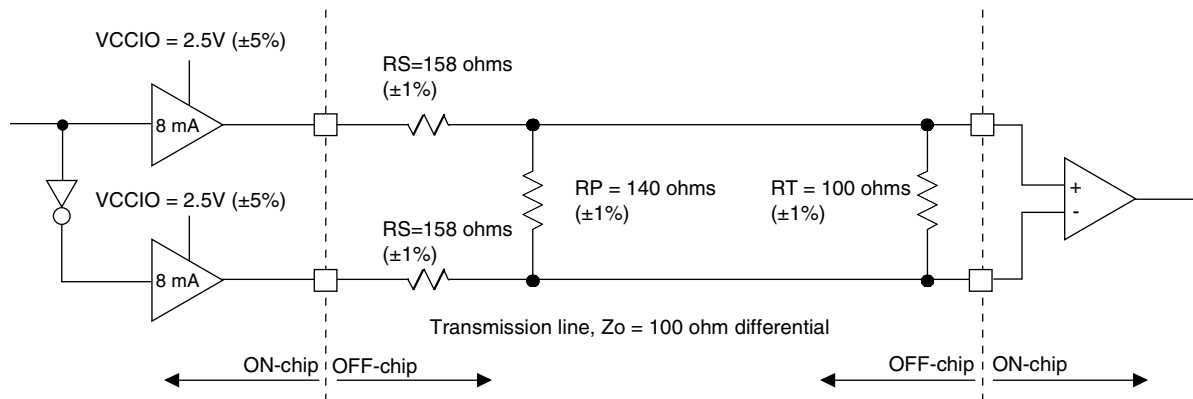 VCCIO = 2.5V (±5%)
RS=158 ohms
(±1%)
8 mA
VCCIO = 2.5V (±5%)
RP = 140 ohms
(±1%)
RT = 100 ohms
(±1%)
+
-
RS=158 ohms
(±1%)
8 mA
Transmission line, Zo = 100 ohm differential
ON-chip
OFF-chip
OFF-chip
ON-chip